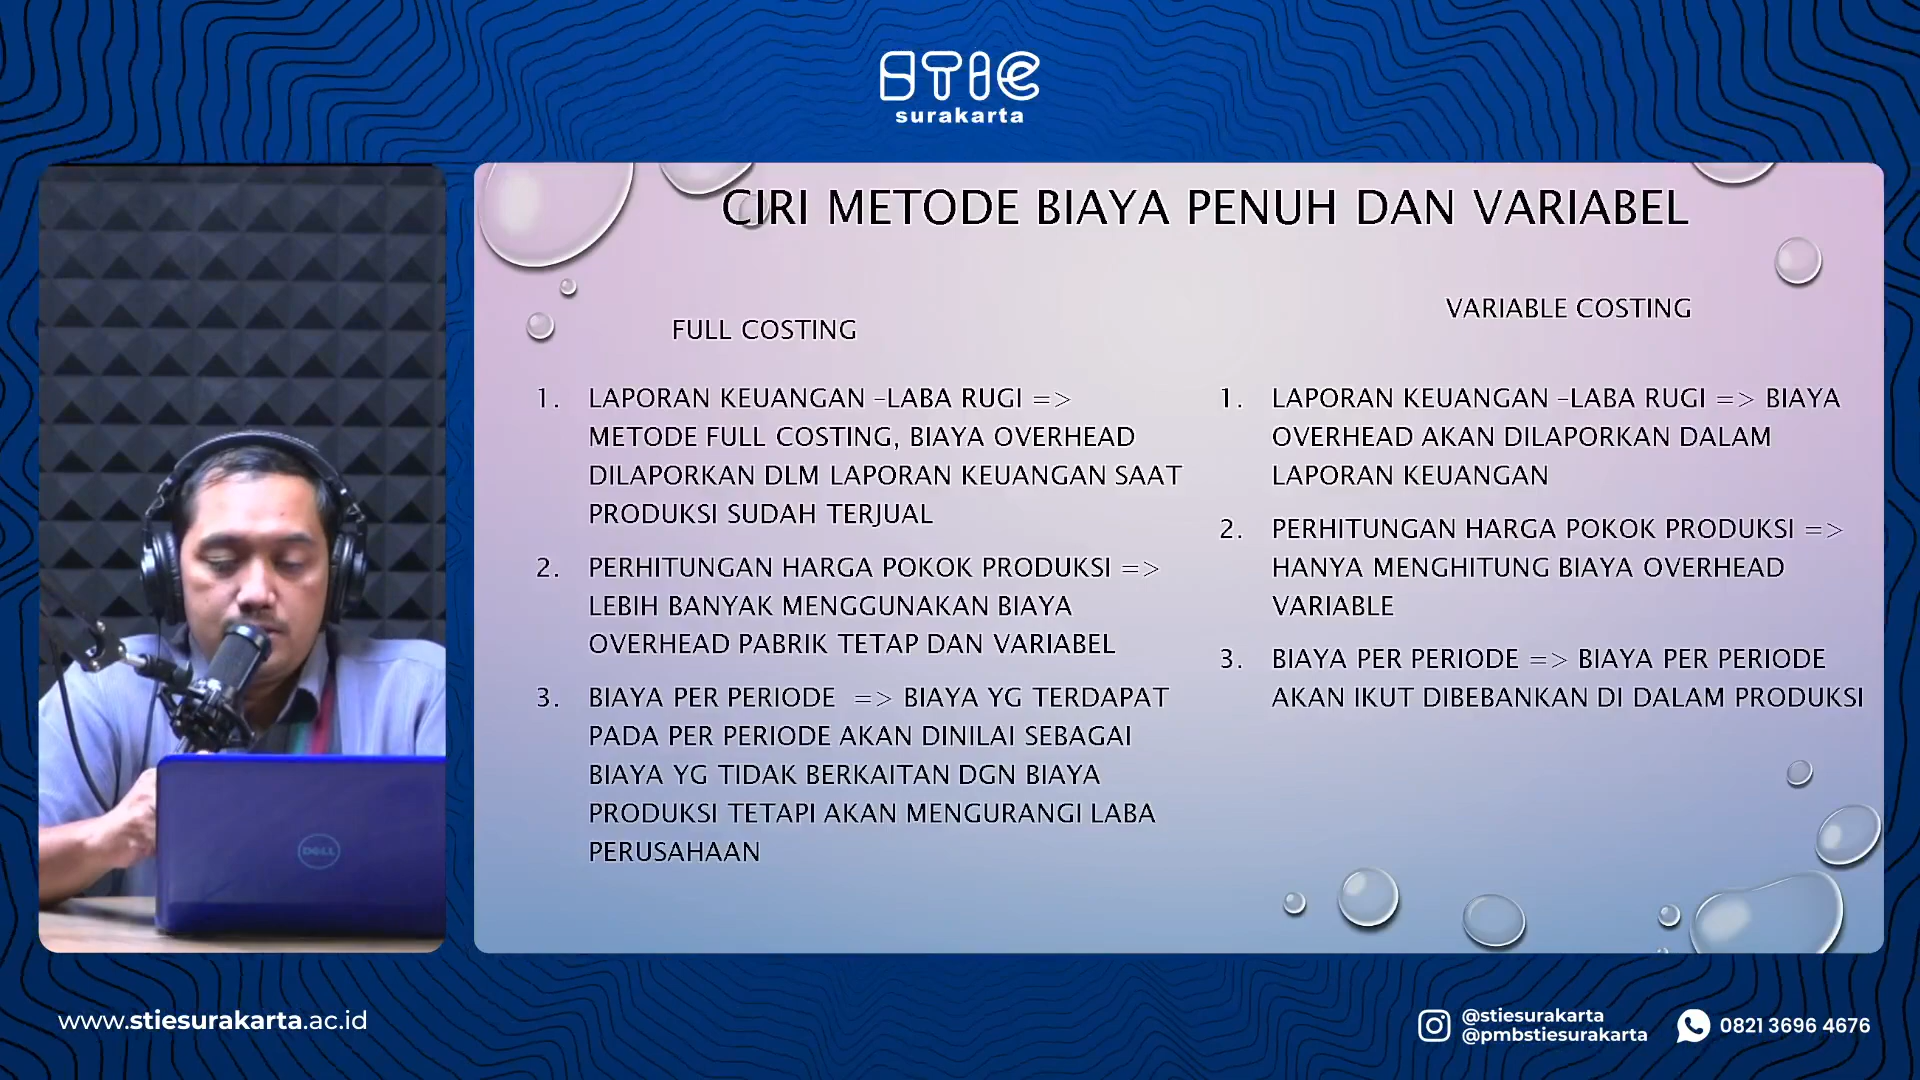 STIE
surakarta
CIRI METODE BIAYA PENUH DAN VARIABEL
FULL COSTING
1. LAPORAN KEUANGAN –LABA RUGI =>
METODE FULL COSTING, BIAYA OVERHEAD
DILAPORKAN DLM LAPORAN KEUANGAN SAAT
PRODUKSI SUDAH TERJUAL
2. PERHITUNGAN HARGA POKOK PRODUKSI =>
LEBIH BANYAK MENGGUNAKAN BIAYA
OVERHEAD PABRIK TETAP DAN VARIABEL
3. BIAYA PER PERIODE => BIAYA YG TERDAPAT
PADA PER PERIODE AKAN DINILAI SEBAGAI
BIAYA YG TIDAK BERKAITAN DGN BIAYA
PRODUKSI TETAPI AKAN MENGURANGI LABA
PERUSAHAAN
VARIABLE COSTING
1. LAPORAN KEUANGAN –LABA RUGI => BIAYA
OVERHEAD AKAN DILAPORKAN DALAM
LAPORAN KEUANGAN
2. PERHITUNGAN HARGA POKOK PRODUKSI =>
HANYA MENGHITUNG BIAYA OVERHEAD
VARIABLE
3. BIAYA PER PERIODE => BIAYA PER PERIODE
AKAN IKUT DIBEBANKAN DI DALAM PRODUKSI
DELL
www.stiesurakarta.ac.id
@stiesurakarta
@pmbstiesurakarta
0821 3696 4676